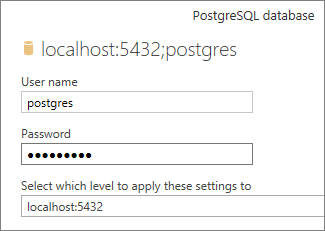 PostgreSQL database
localhost:5432;postgres
User name
postgres
Password
●●●●●●●●●
Select which level to apply these settings to
localhost:5432